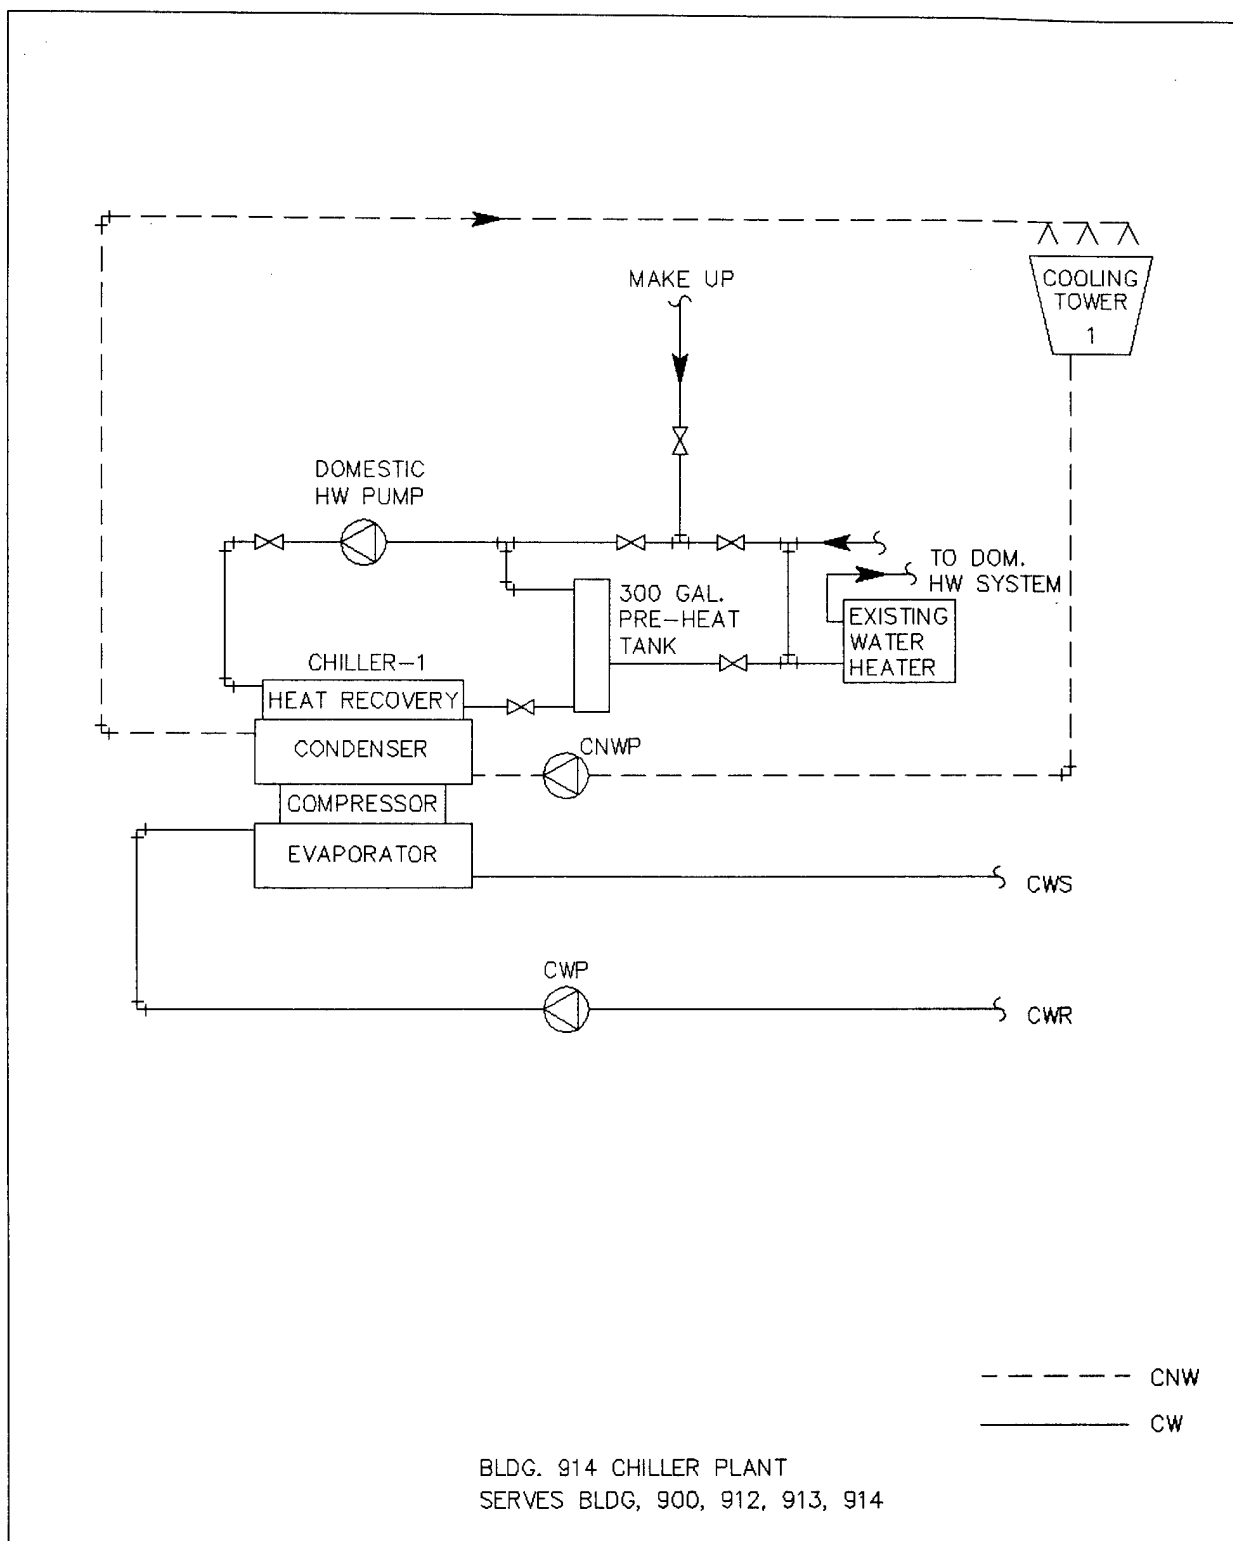 COOLING
TOWER
1
MAKE UP
DOMESTIC
HW PUMP
TO DOM.
HW SYSTEM
300 GAL.
PRE-HEAT
TANK
EXISTING
WATER
HEATER
CHILLER-1
HEAT RECOVERY
CONDENSER
CNWP
COMPRESSOR
EVAPORATOR
CWS
CWP
CWR
CNW
CW
BLDG. 914 CHILLER PLANT
SERVES BLDG, 900, 912, 913, 914